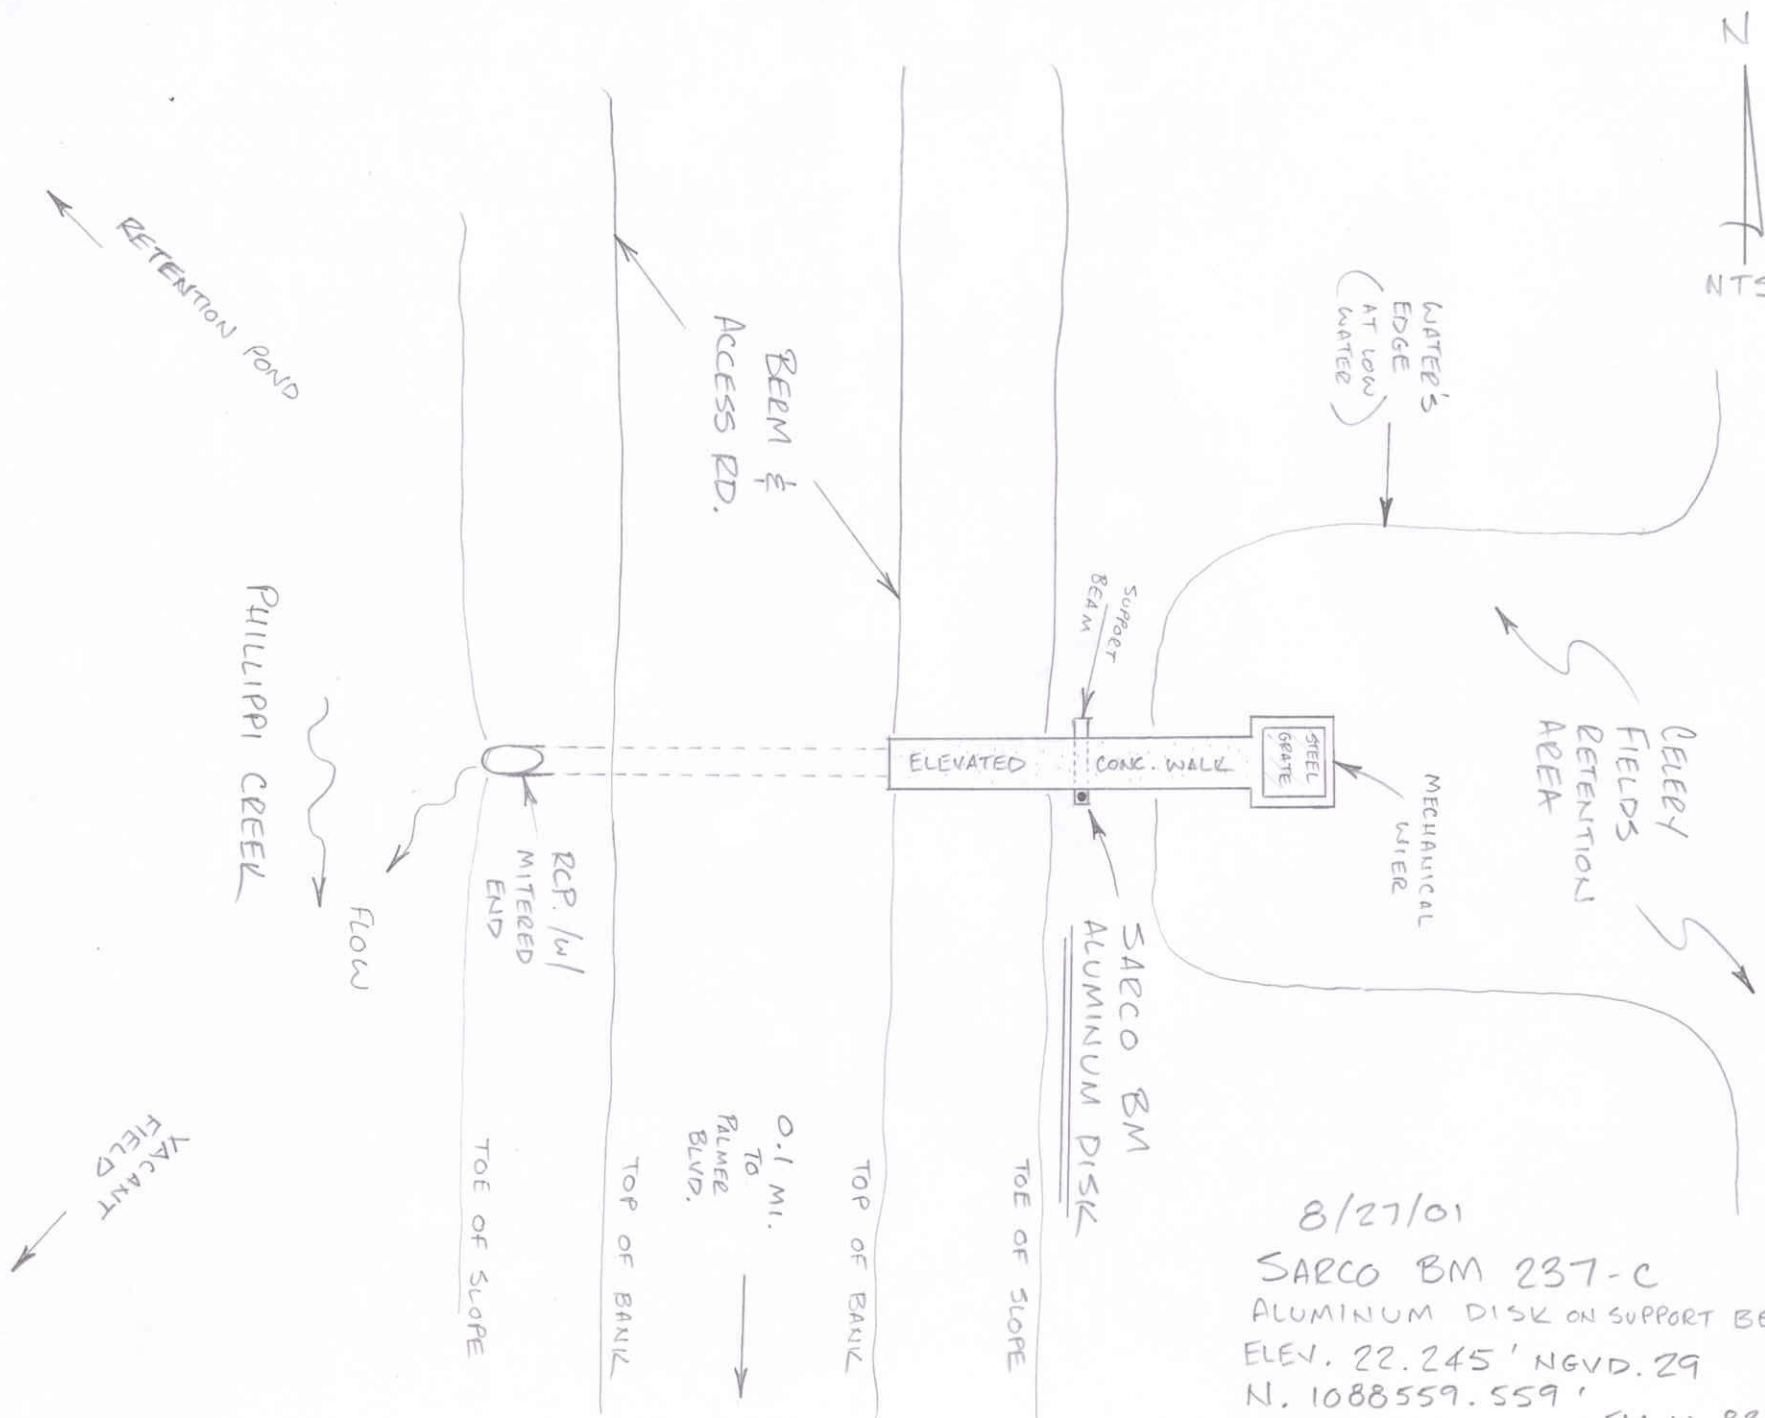 N
NTS
WATER'S
EDGE
(AT LOW
WATER)
RETENTION POND
BERM &
ACCESS RD.
SUPPORT
BEAM
CELERY
FIELDS
RETENTION
AREA
PHILLIPPI CREEK
ELEVATED CONC. WALK
STEEL
GRATE
MECHANICAL
WIER
RCP. /W/
MITERED
END
FLOW
SARCO BM
ALUMINUM DISK
VACANT
FIELD
0.1 MI.
TO
PALMER
BLVD.
TOE OF SLOPE
TOP OF BANK
TOP OF BANK
TOE OF SLOPE
8/27/01
SARCO BM 237-C
ALUMINUM DISK ON SUPPORT BE
ELEV. 22.245' NGVD. 29
N. 1088559.559'